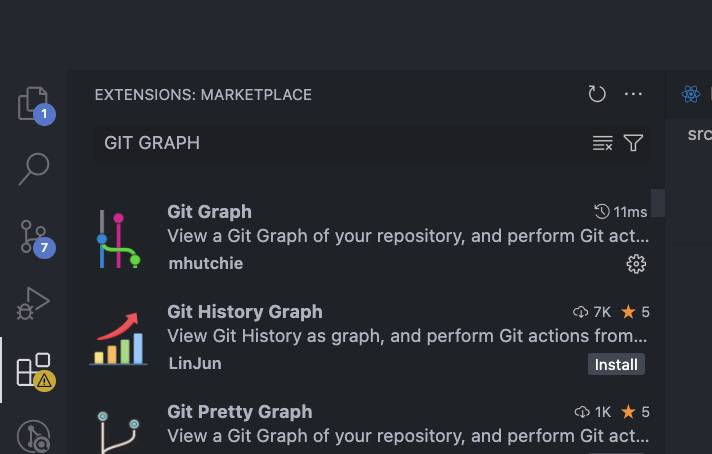 EXTENSIONS: MARKETPLACE
src
1
GIT GRAPH
Git Graph
11ms
View a Git Graph of your repository, and perform Git act...
mhutchie
7
Git History Graph
7K
5
View Git History as graph, and perform Git actions from...
LinJun
Install
Git Pretty Graph
1K
5
View a Git Graph of your repository, and perform Git act...